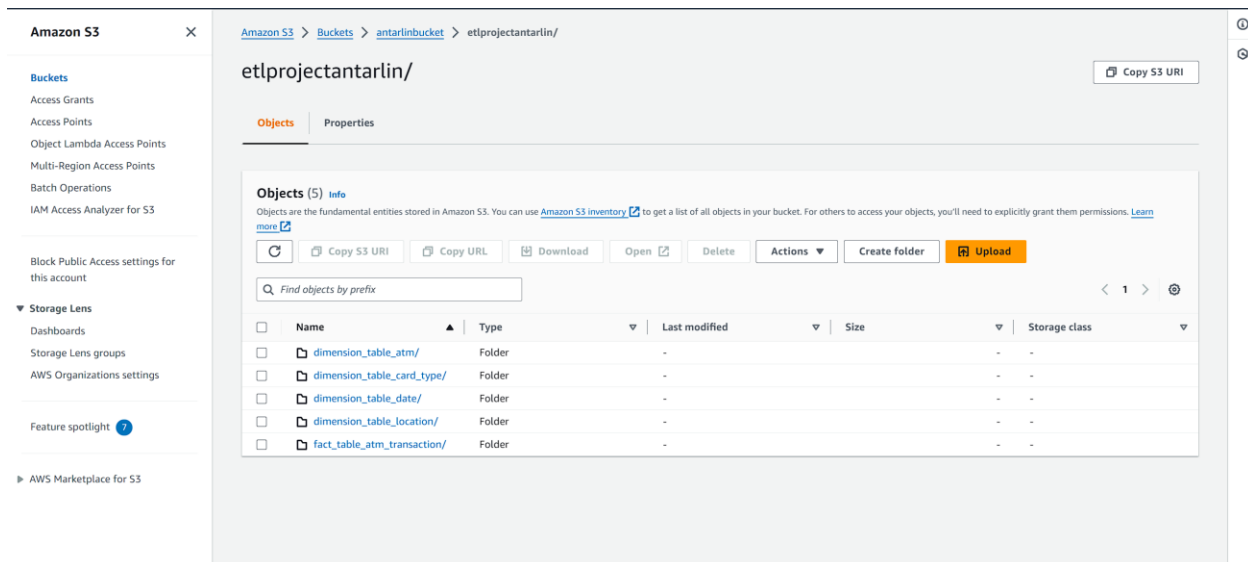 Amazon S3
Buckets
Access Grants
Access Points
Object Lambda Access Points
Multi-Region Access Points
Batch Operations
IAM Access Analyzer for S3
Block Public Access settings for
this account
Storage Lens
Dashboards
Storage Lens groups
AWS Organizations settings
Feature spotlight 7
AWS Marketplace for S3
Amazon S3 > Buckets > antarlinbucket > etlprojectantarlin/
etlprojectantarlin/
Copy S3 URI
Objects Properties
Objects (5) Info
Objects are the fundamental entities stored in Amazon S3. You can use Amazon S3 inventory to get a list of all objects in your bucket. For others to access your objects, you'll need to explicitly grant them permissions. Learn
more
Copy S3 URI Copy URL Download Open Delete Actions Create folder Upload
Find objects by prefix
< 1 >
Name Type Last modified Size Storage class
dimension_table_atm/ Folder - - -
dimension_table_card_type/ Folder - - -
dimension_table_date/ Folder - - -
dimension_table_location/ Folder - - -
fact_table_atm_transaction/ Folder - - -